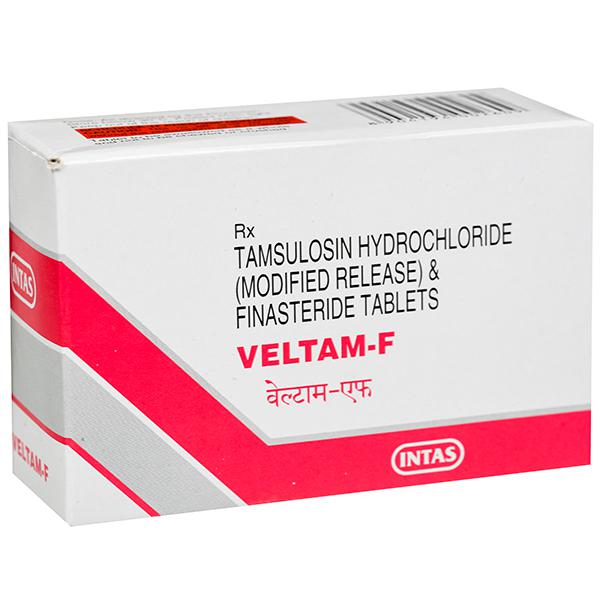 Rx
TAMSULOSIN HYDROCHLORIDE
(MODIFIED RELEASE) &
FINASTERIDE TABLETS
VELTAM-F
वेल्टाम-एफ
INTAS
INTAS
VELTAM-F